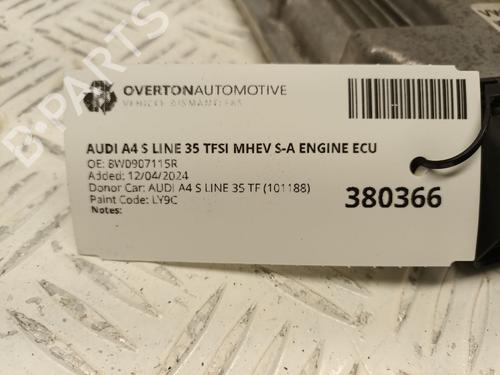 B-PARTS
OVERTONAUTOMOTIVE
VEHICLE DISMANTLERS
AUDI A4 S LINE 35 TFSI MHEV S-A ENGINE ECU
OE: 8W0907115R
Added: 12/04/2024
Donor Car: AUDI A4 S LINE 35 TF (101188)
Paint Code: LY9C
Notes:
380366